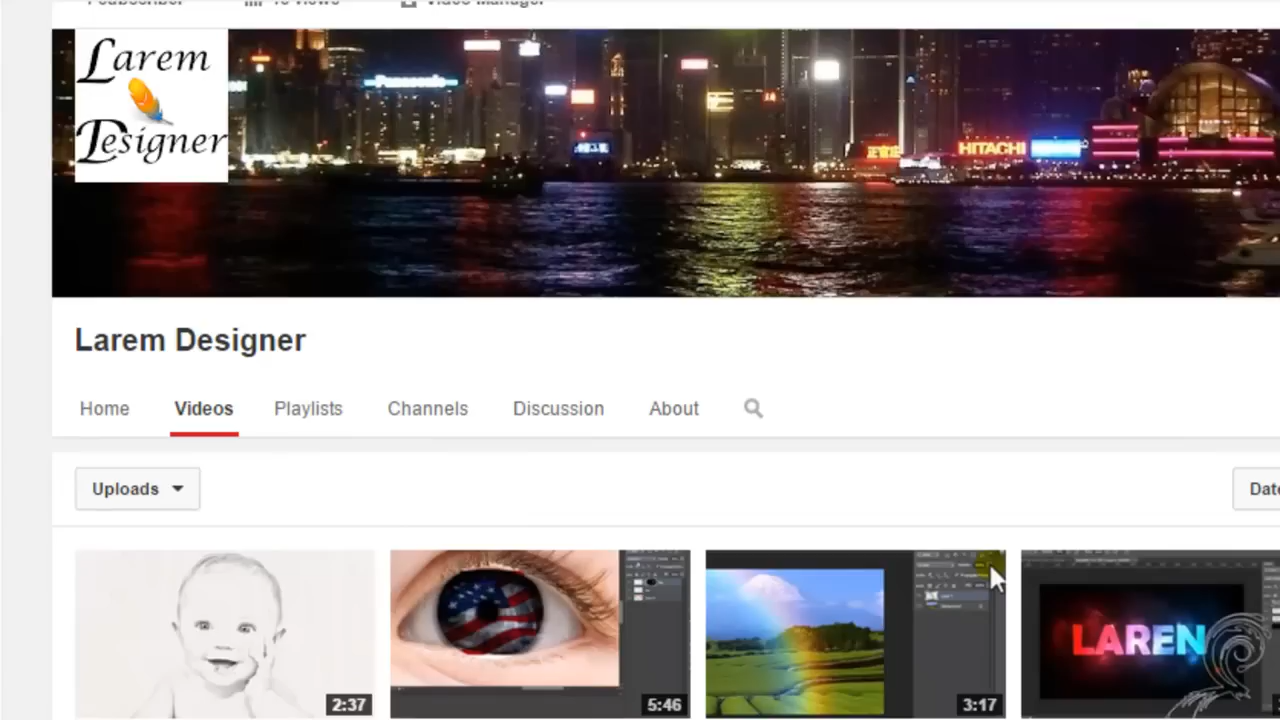 Larem
Designer
Panasonic
HITACHI
Larem Designer
Home Videos Playlists Channels Discussion About
Uploads
2:37
5:46
3:17
LAREN